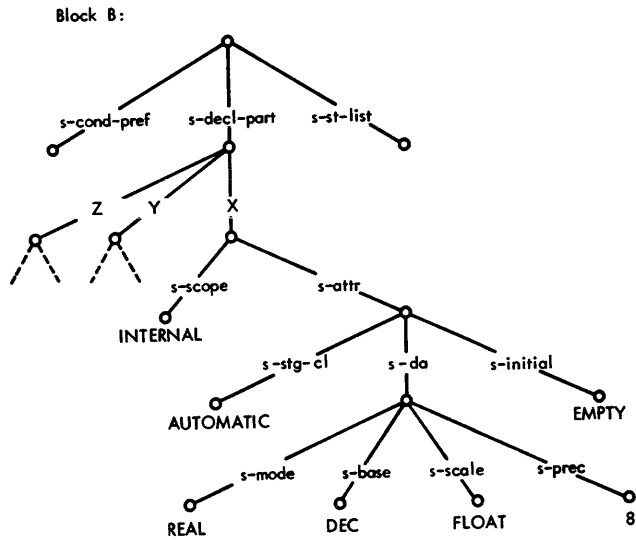 Block B:
s-cond-pref s-decl-part s-st-list
Z Y X
s-scope s-attr
INTERNAL
s-stg-cl s-da s-initial
AUTOMATIC EMPTY
s-mode s-base s-scale s-prec
REAL DEC FLOAT 8